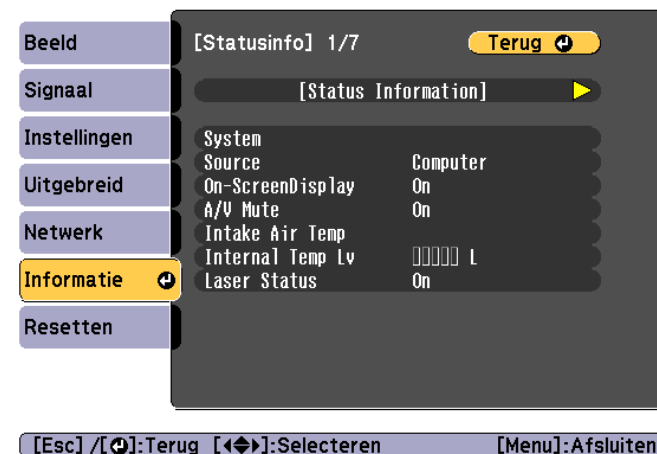 Beeld
Signaal
Instellingen
Uitgebreid
Netwerk
Informatie
Resetten
[Statusinfo] 1/7
Terug
[Status Information]
System
Source Computer
On-ScreenDisplay On
A/V Mute On
Intake Air Temp
Internal Temp Lv L
Laser Status On
[Esc] /[ ]:Terug [ ]:Selecteren [Menu]:Afsluiten